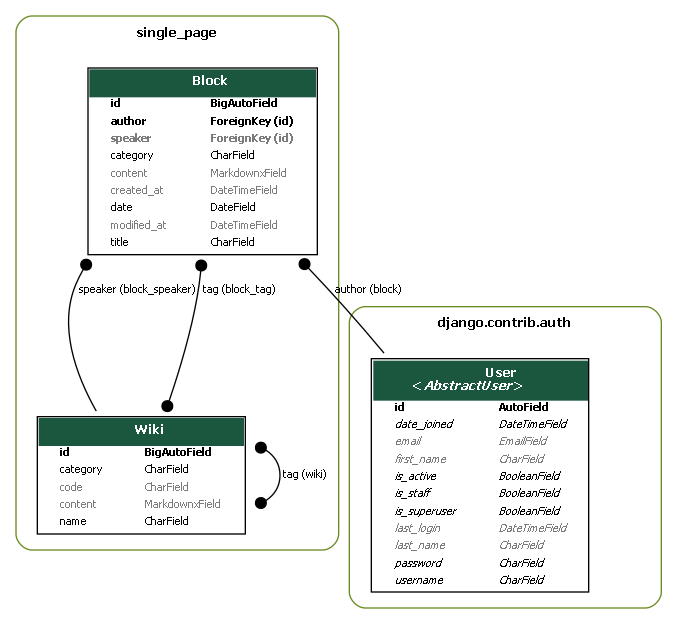 single_page
Block
id BigAutoField
author ForeignKey (id)
speaker ForeignKey (id)
category CharField
content MarkdownxField
created_at DateTimeField
date DateField
modified_at DateTimeField
title CharField
speaker (block_speaker) tag (block_tag) author (block)
django.contrib.auth
User
<AbstractUser>
id AutoField
date_joined DateTimeField
email EmailField
first_name CharField
is_active BooleanField
is_staff BooleanField
is_superuser BooleanField
last_login DateTimeField
last_name CharField
password CharField
username CharField
Wiki
id BigAutoField
category CharField
code CharField
content MarkdownxField
name CharField
tag (wiki)